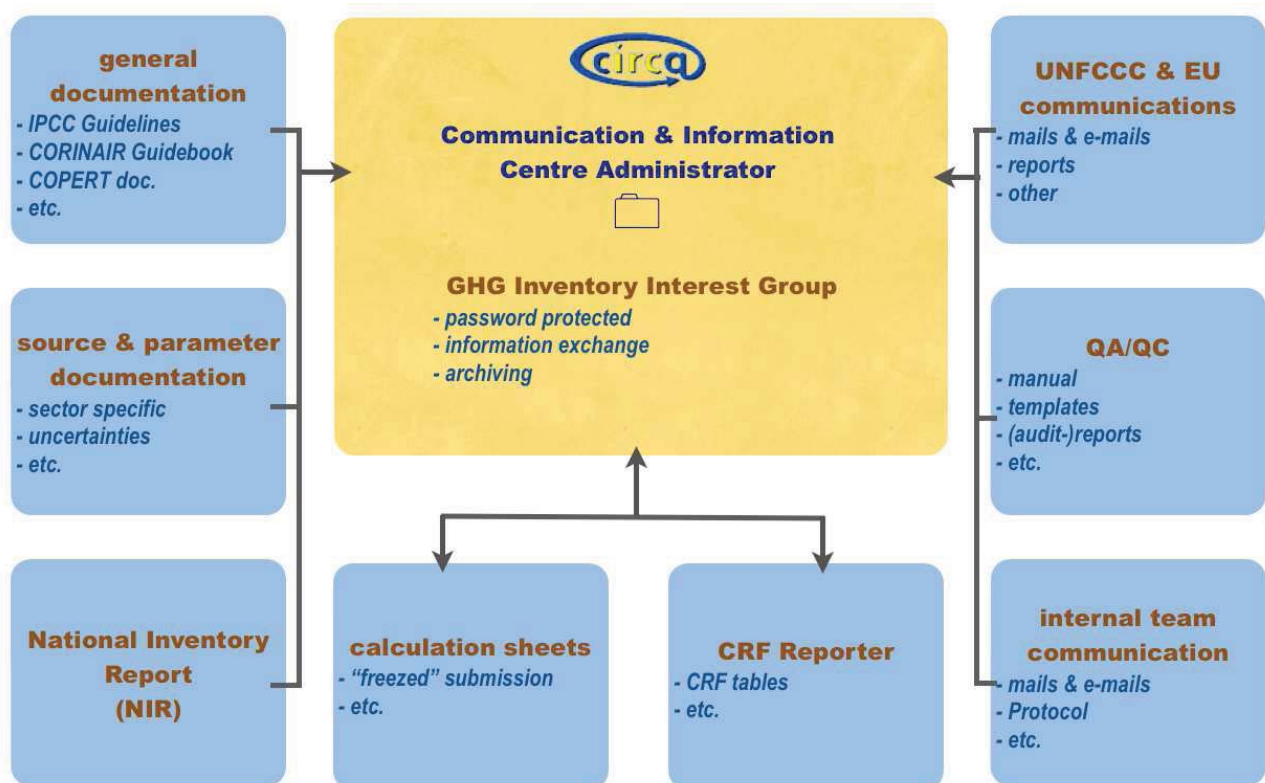 general
documentation
- IPCC Guidelines
- CORINAIR Guidebook
- COPERT doc.
- etc.
source & parameter
documentation
- sector specific
- uncertainties
- etc.
National Inventory
Report
(NIR)
circa
Communication & Information
Centre Administrator
GHG Inventory Interest Group
- password protected
- information exchange
- archiving
calculation sheets
- “freezed” submission
- etc.
CRF Reporter
- CRF tables
- etc.
UNFCCC & EU
communications
- mails & e-mails
- reports
- other
QA/QC
- manual
- templates
- (audit-)reports
- etc.
internal team
communication
- mails & e-mails
- Protocol
- etc.